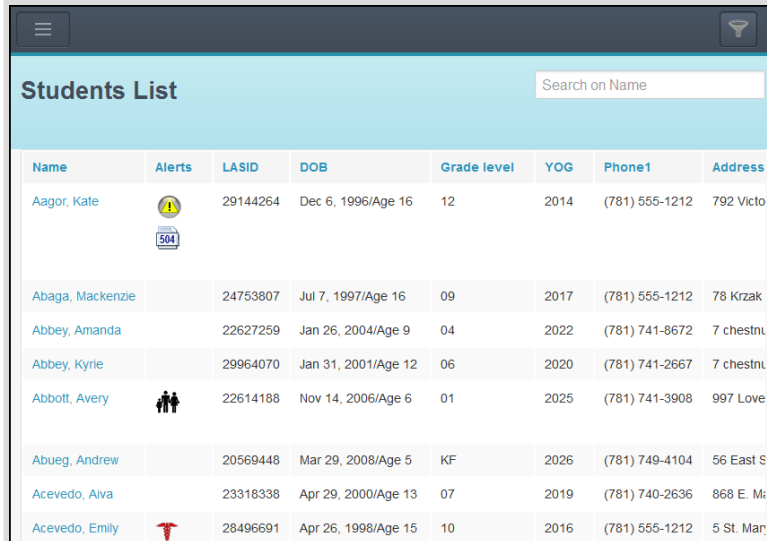 Students List
Search on Name
Name Alerts LASID DOB Grade level YOG Phone1 Address
Aagor, Kate 29144264 Dec 6, 1996/Age 16 12 2014 (781) 555-1212 792 Victo
504
Abaga, Mackenzie 24753807 Jul 7, 1997/Age 16 09 2017 (781) 555-1212 78 Krzak
Abbey, Amanda 22627259 Jan 26, 2004/Age 9 04 2022 (781) 741-8672 7 chestnu
Abbey, Kyrie 29964070 Jan 31, 2001/Age 12 06 2020 (781) 741-2667 7 chestnu
Abbott, Avery 22614188 Nov 14, 2006/Age 6 01 2025 (781) 741-3908 997 Love
Abueg, Andrew 20569448 Mar 29, 2008/Age 5 KF 2026 (781) 749-4104 56 East S
Acevedo, Aiva 23318338 Apr 29, 2000/Age 13 07 2019 (781) 740-2636 868 E. Ma
Acevedo, Emily 28496691 Apr 26, 1998/Age 15 10 2016 (781) 555-1212 5 St. Mary